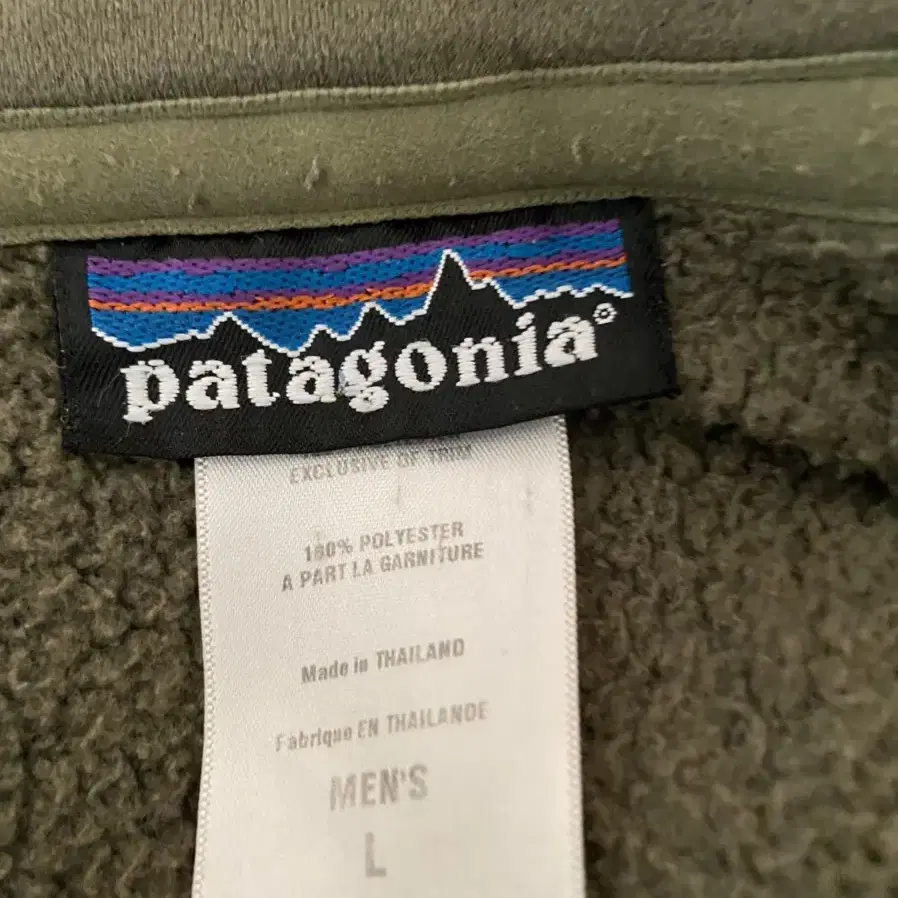 patagonia®
EXCLUSIVE OF TRIM
100% POLYESTER
A PART LA GARNITURE
Made in THAILAND
Fabrique EN THAILANDE
MEN'S
L